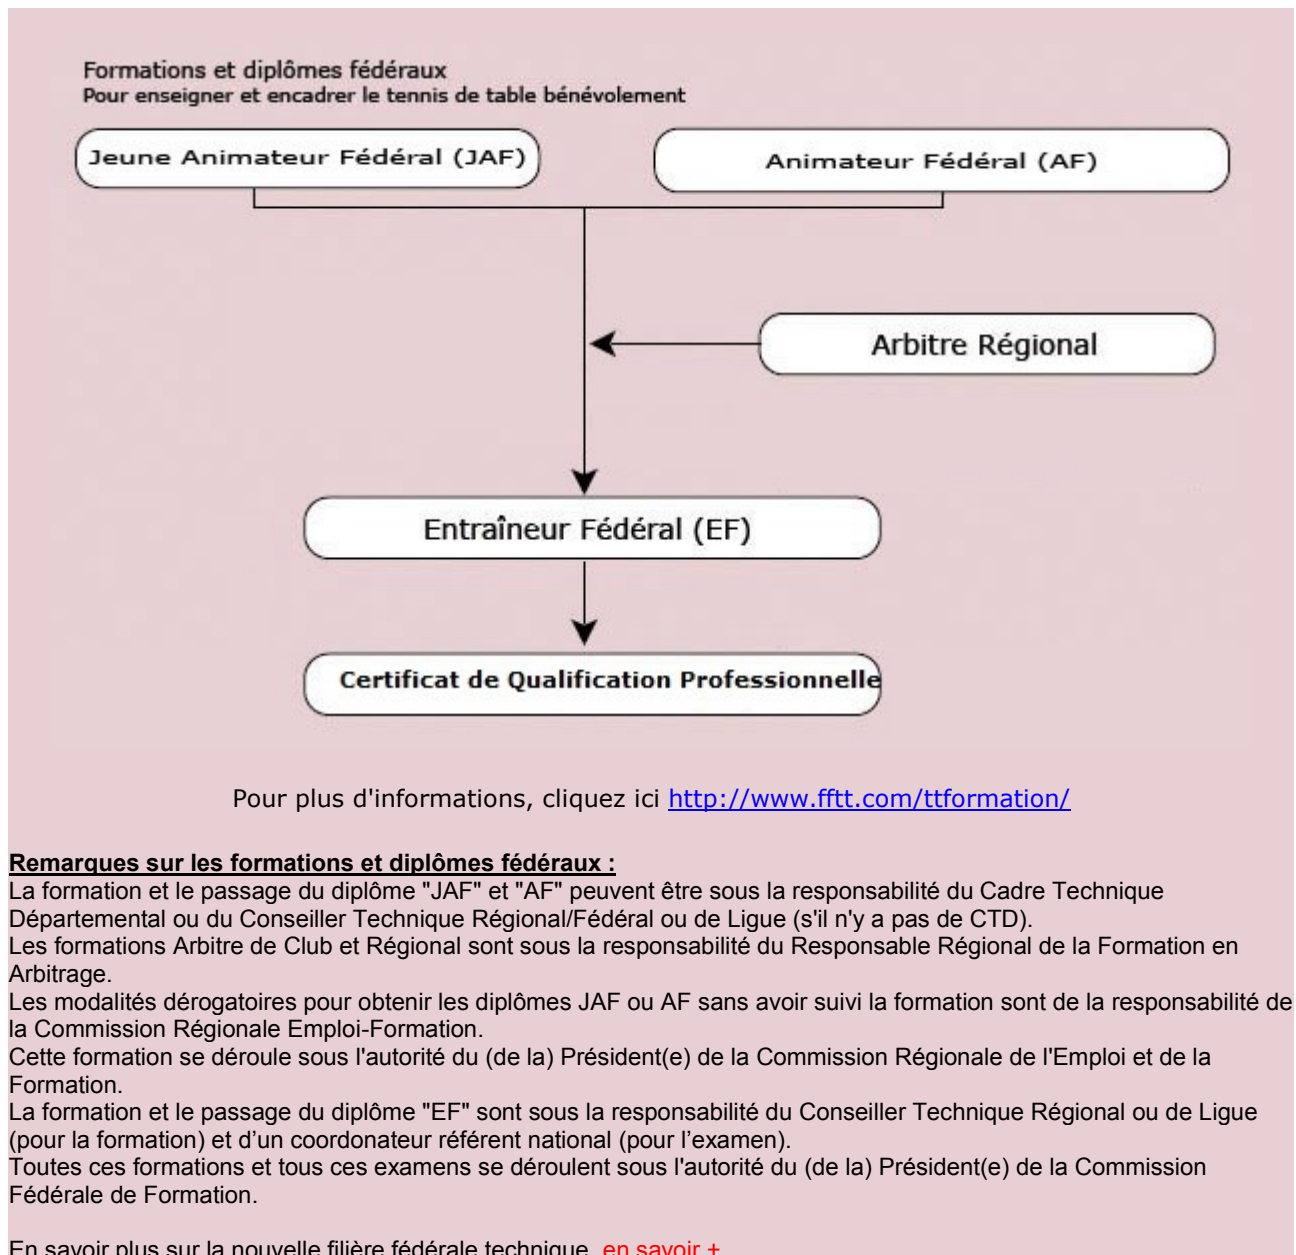 Formations et diplômes fédéraux
Pour enseigner et encadrer le tennis de table bénévolement
Jeune Animateur Fédéral (JAF)
Animateur Fédéral (AF)
Arbitre Régional
Entraîneur Fédéral (EF)
Certificat de Qualification Professionnelle
Pour plus d'informations, cliquez ici http://www.fftt.com/ttformation/
Remarques sur les formations et diplômes fédéraux :
La formation et le passage du diplôme "JAF" et "AF" peuvent être sous la responsabilité du Cadre Technique
Départemental ou du Conseiller Technique Régional/Fédéral ou de Ligue (s'il n'y a pas de CTD).
Les formations Arbitre de Club et Régional sont sous la responsabilité du Responsable Régional de la Formation en
Arbitrage.
Les modalités dérogatoires pour obtenir les diplômes JAF ou AF sans avoir suivi la formation sont de la responsabilité de
la Commission Régionale Emploi-Formation.
Cette formation se déroule sous l'autorité du (de la) Président(e) de la Commission Régionale de l'Emploi et de la
Formation.
La formation et le passage du diplôme "EF" sont sous la responsabilité du Conseiller Technique Régional ou de Ligue
(pour la formation) et d’un coordonateur référent national (pour l’examen).
Toutes ces formations et tous ces examens se déroulent sous l'autorité du (de la) Président(e) de la Commission
Fédérale de Formation.
En savoir plus sur la nouvelle filière fédérale technique en savoir +